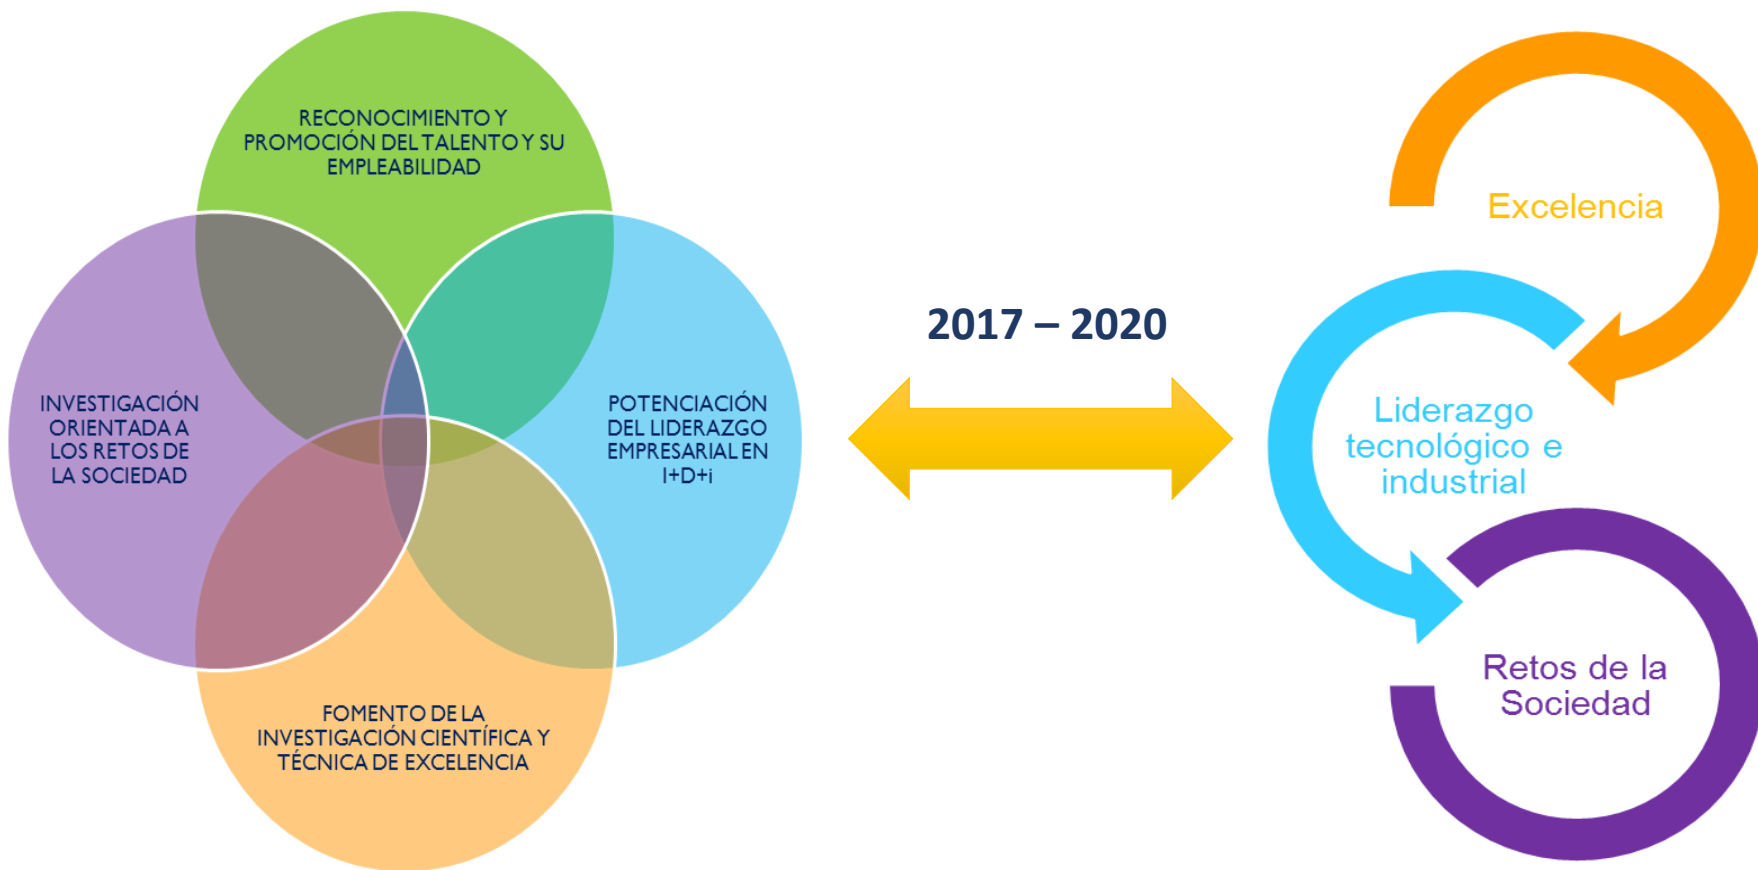 RECONOCIMIENTO Y
PROMOCIÓN DEL TALENTO Y SU
EMPLEABILIDAD
INVESTIGACIÓN
ORIENTADA A
LOS RETOS DE
LA SOCIEDAD
POTENCIACIÓN
DEL LIDERAZGO
EMPRESARIAL EN
I+D+i
FOMENTO DE LA
INVESTIGACIÓN CIENTÍFICA Y
TÉCNICA DE EXCELENCIA
2017 – 2020
Excelencia
Liderazgo
tecnológico e
industrial
Retos de la
Sociedad